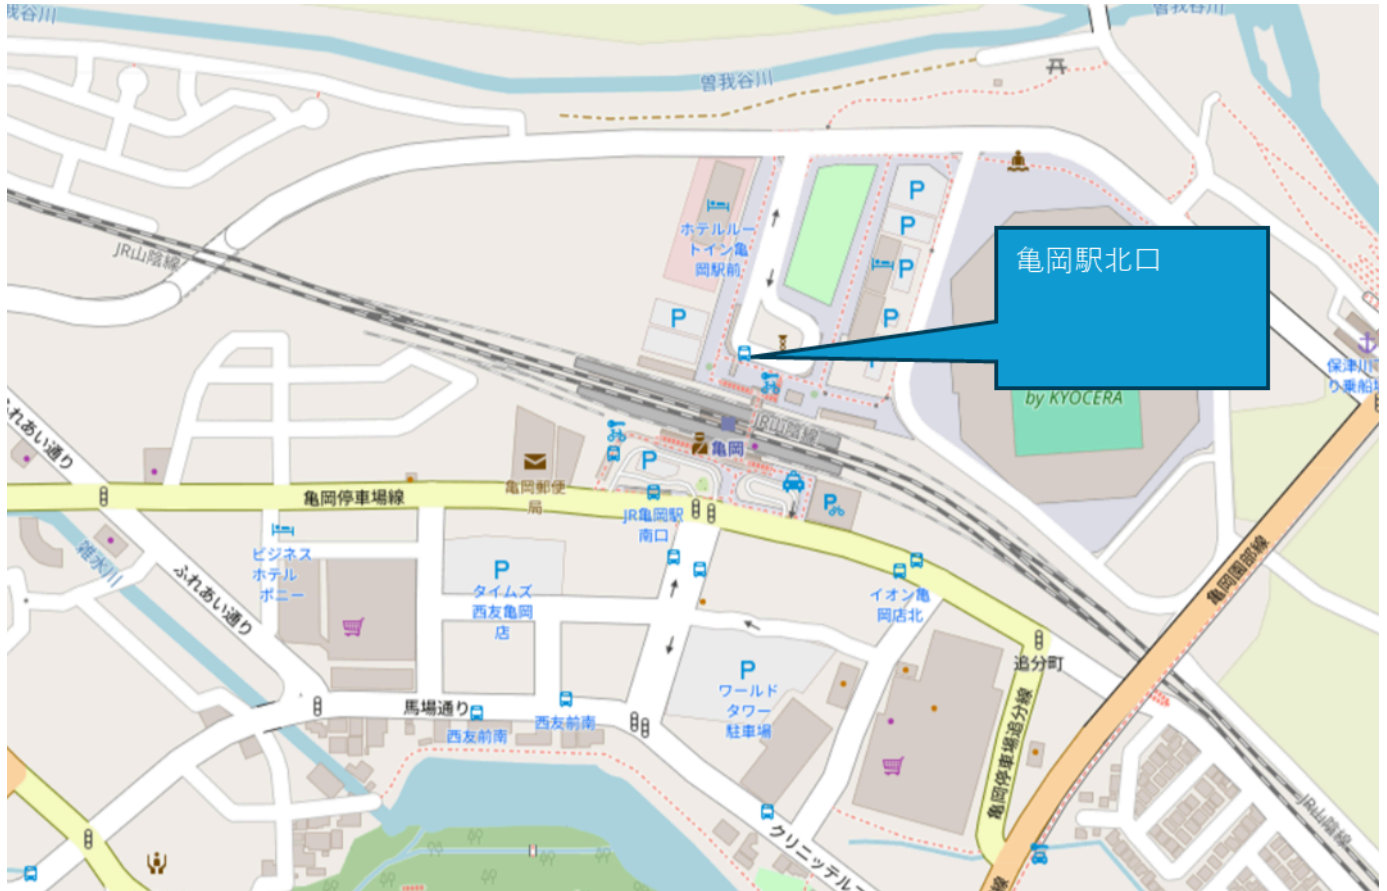 我谷川
曽我谷川
曽我谷川
P
P
ホテルルー
トイン亀
岡駅前
JR山陰線
P
亀岡駅北口
P
P
保津川下
り乗船場
by KYOCERA
JR山陰線
亀岡
ふれあい通り
P
亀岡郵便
局
亀岡停車場線
P
JR亀岡駅
南口
ビジネス
ホテル
ポニー
雑水川
P
タイムズ
西友亀岡
店
イオン亀
岡店北
亀岡園部線
ふれあい通り
追分町
P
ワールド
タワー
駐車場
馬場通り
西友前南
西友前南
亀岡停車場追分線
JR山陰線
クリニッテル
線